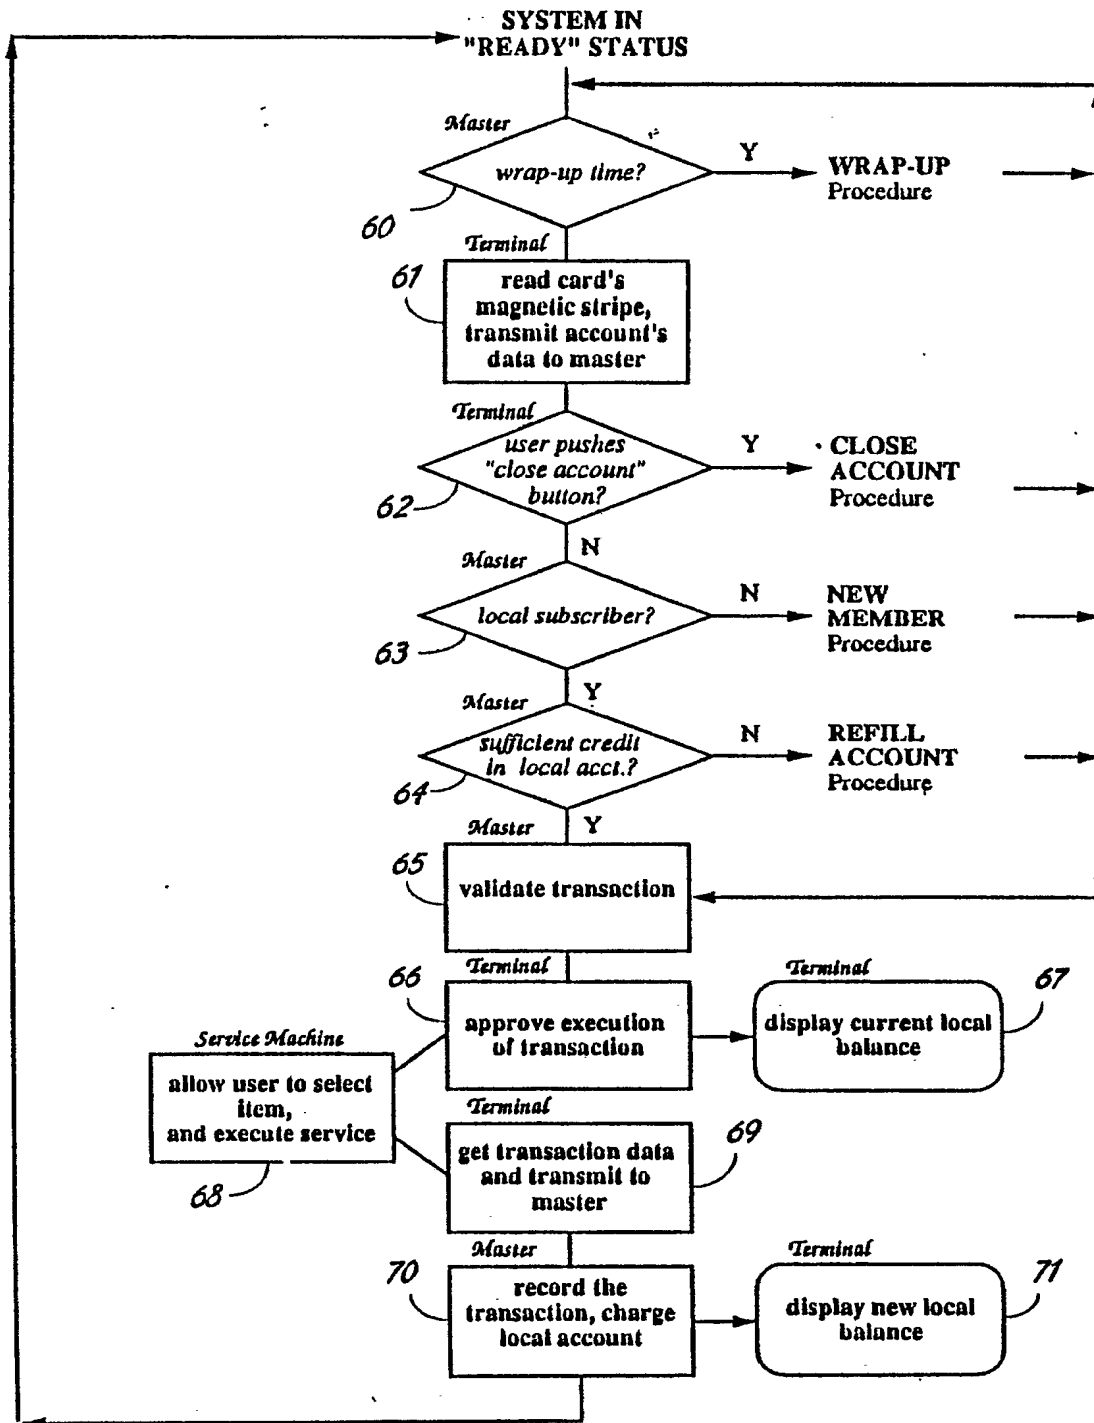 SYSTEM IN
"READY" STATUS
Master
wrap-up time?
Y
WRAP-UP
Procedure
60
Terminal
61
read card's
magnetic stripe,
transmit account's
data to master
Terminal
user pushes
"close account"
button?
Y
CLOSE
ACCOUNT
Procedure
62
N
Master
local subscriber?
N
NEW
MEMBER
Procedure
63
Y
Master
sufficient credit
in local acct.?
N
REFILL
ACCOUNT
Procedure
64
Y
Master
65
validate transaction
Terminal
66
approve execution
of transaction
Terminal
67
display current local
balance
Service Machine
allow user to select
item,
and execute service
68
Terminal
69
get transaction data
and transmit to
master
Master
70
record the
transaction, charge
local account
Terminal
71
display new local
balance